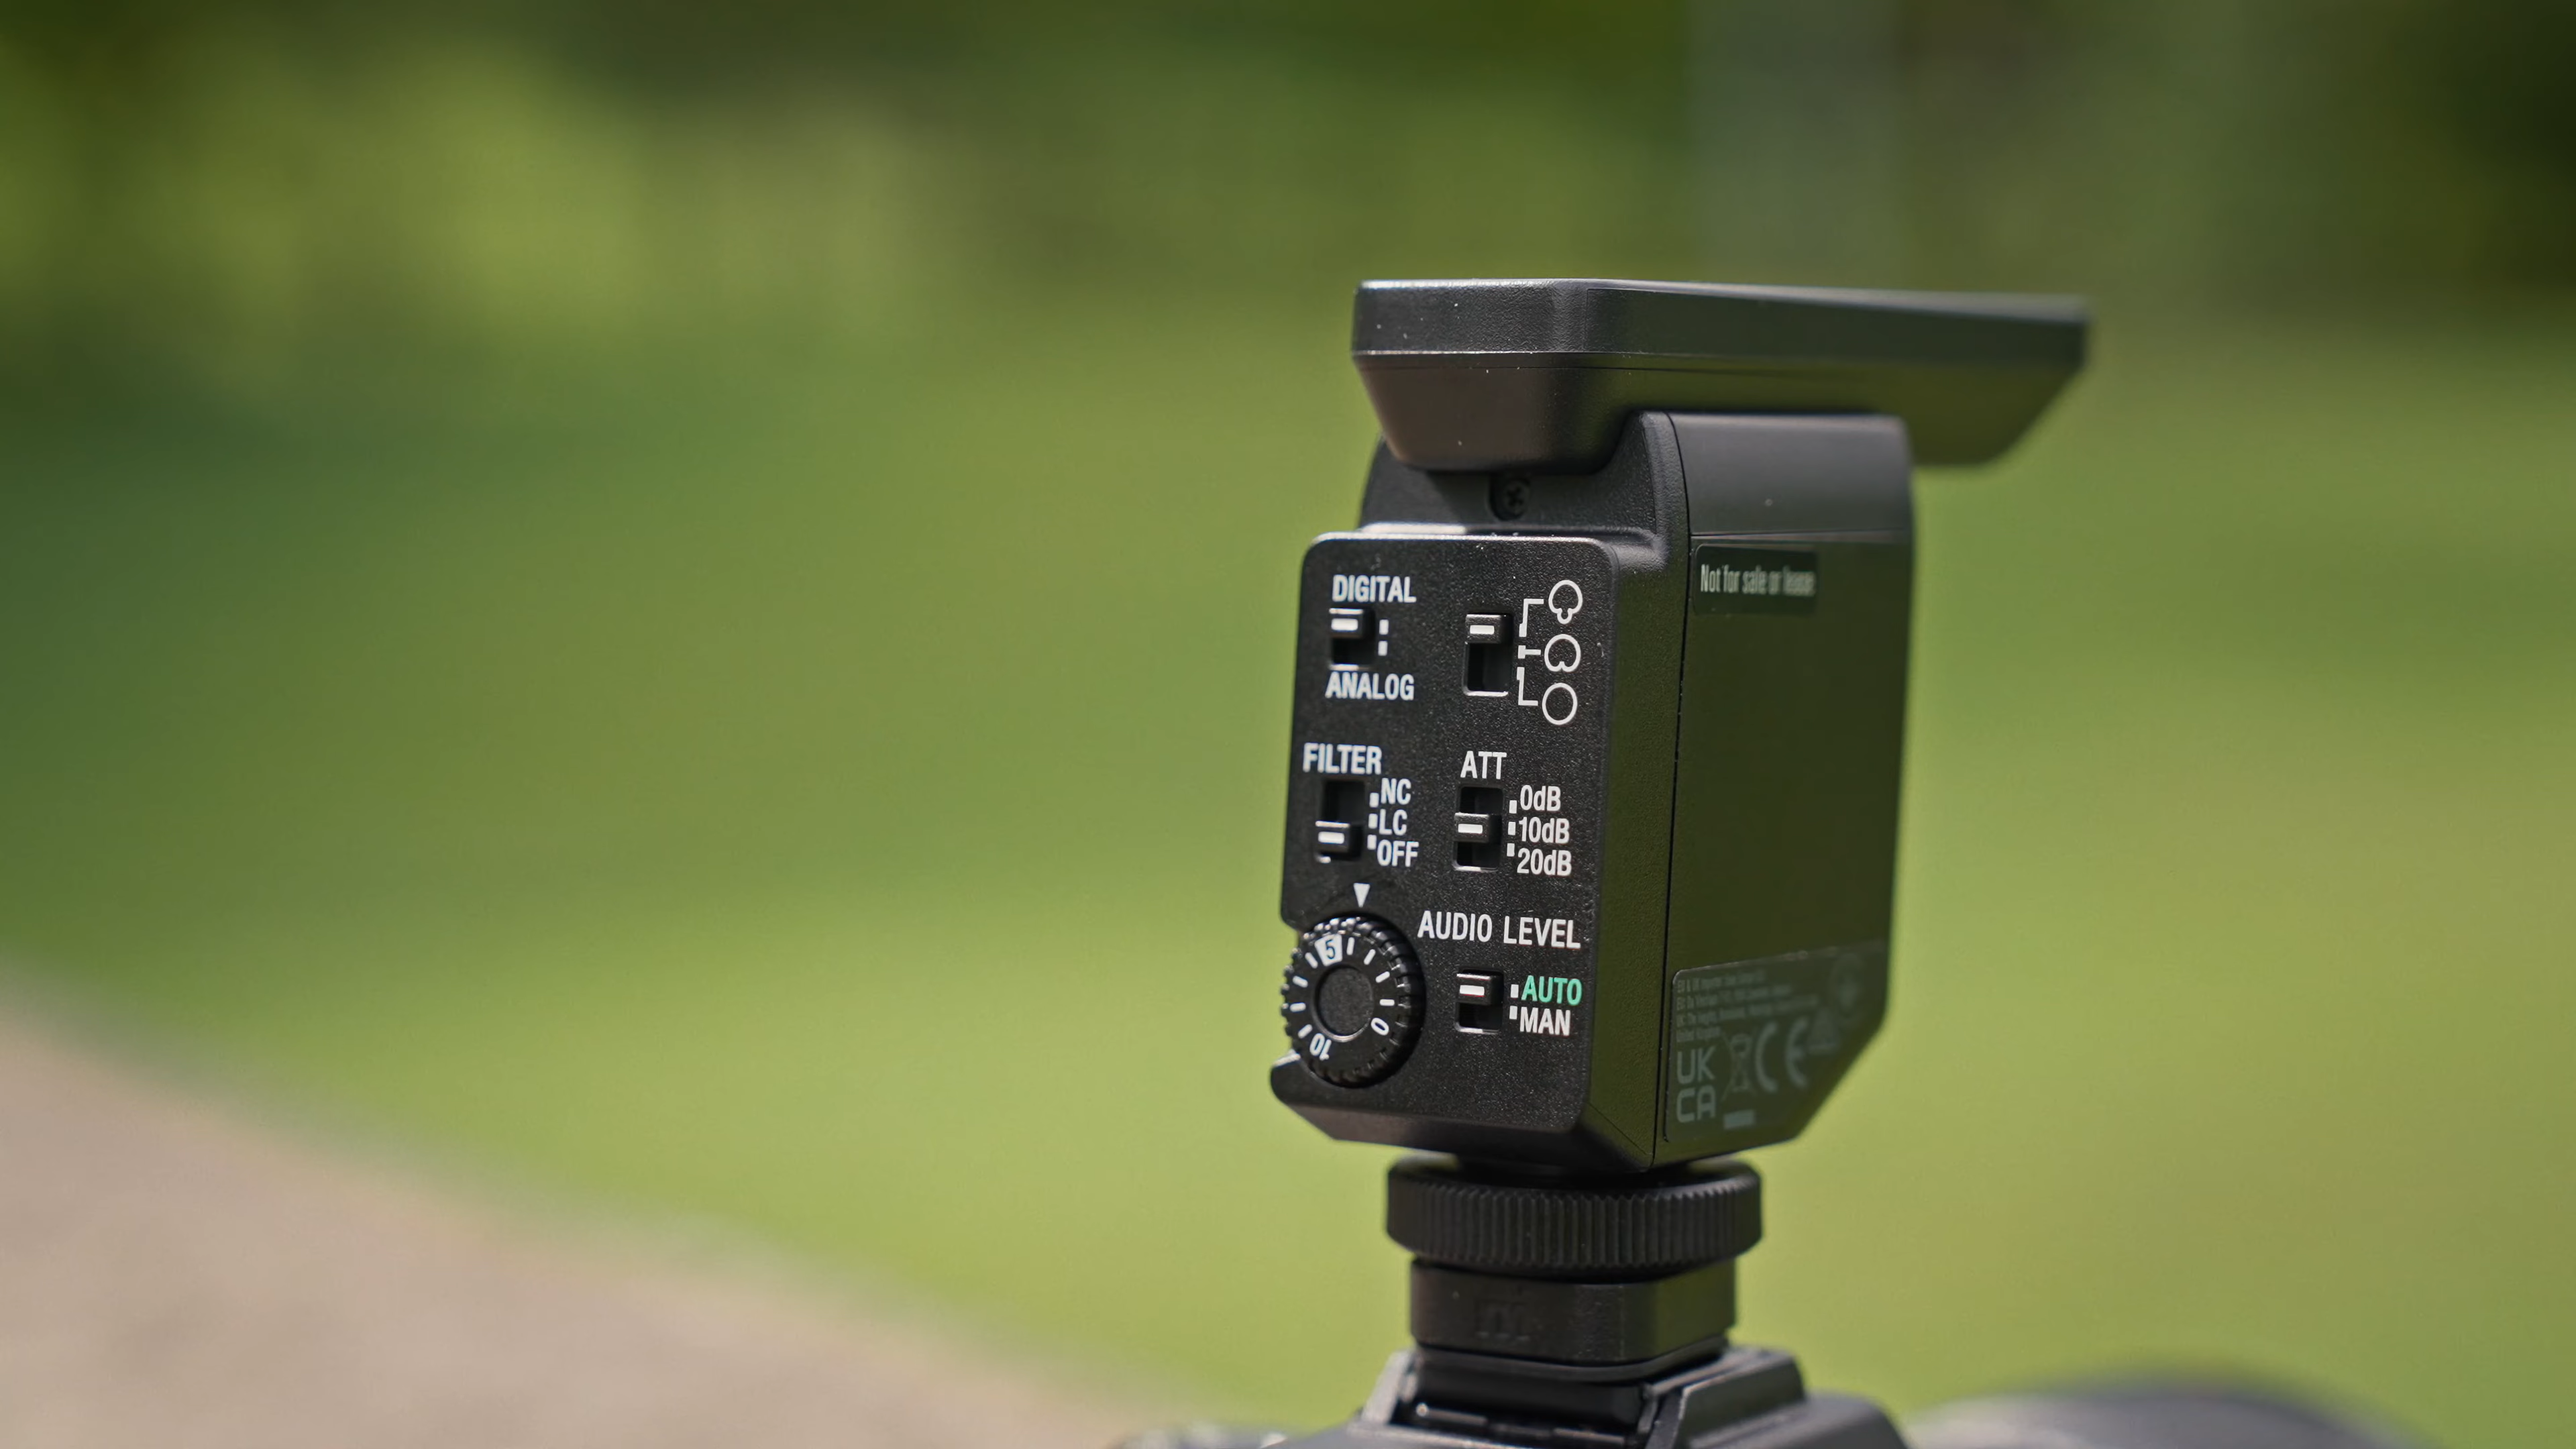 DIGITAL
ANALOG
FILTER
NC
LC
OFF
ATT
0dB
10dB
20dB
AUDIO LEVEL
AUTO
MAN
5
0
10
Not for sale or lease
UK
CA
CE